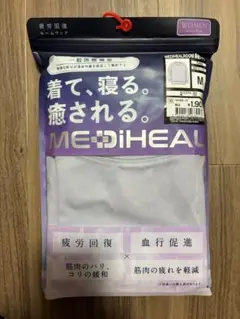 疲労回復
ルームウェア
WOMEN
一般医療機器
着て、寝る。
癒される。
MEDiHEAL
M
1,90
疲労回復
×
血行促進
筋肉のハリ、
コリの緩和
筋肉の疲れを軽減